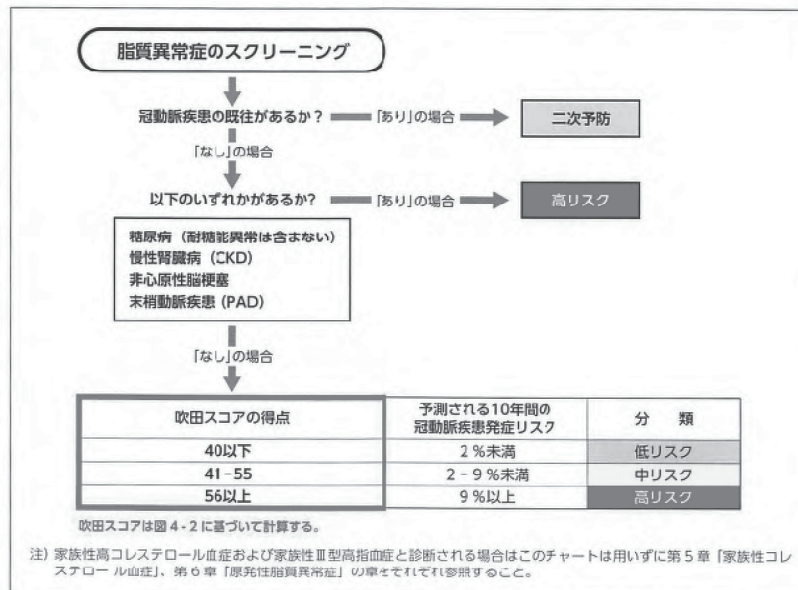 脂質異常症のスクリーニング
冠動脈疾患の既往があるか？ 「あり」の場合 二次予防
「なし」の場合
以下のいずれかがあるか？ 「あり」の場合 高リスク
糖尿病（耐糖能異常は含まない）
慢性腎臓病（CKD）
非心原性脳梗塞
末梢動脈疾患（PAD）
「なし」の場合
吹田スコアの得点 予測される10年間の冠動脈疾患発症リスク 分　類
40以下 2％未満 低リスク
41－55 2－9％未満 中リスク
56以上 9％以上 高リスク
吹田スコアは図4-2に基づいて計算する。
注）家族性高コレステロール血症および家族性Ⅲ型高脂血症と診断される場合はこのチャートは用いずに第5章「家族性コレ
ステロール血症」、第6章「原発性脂質異常症」の章をそれぞれ参照すること。